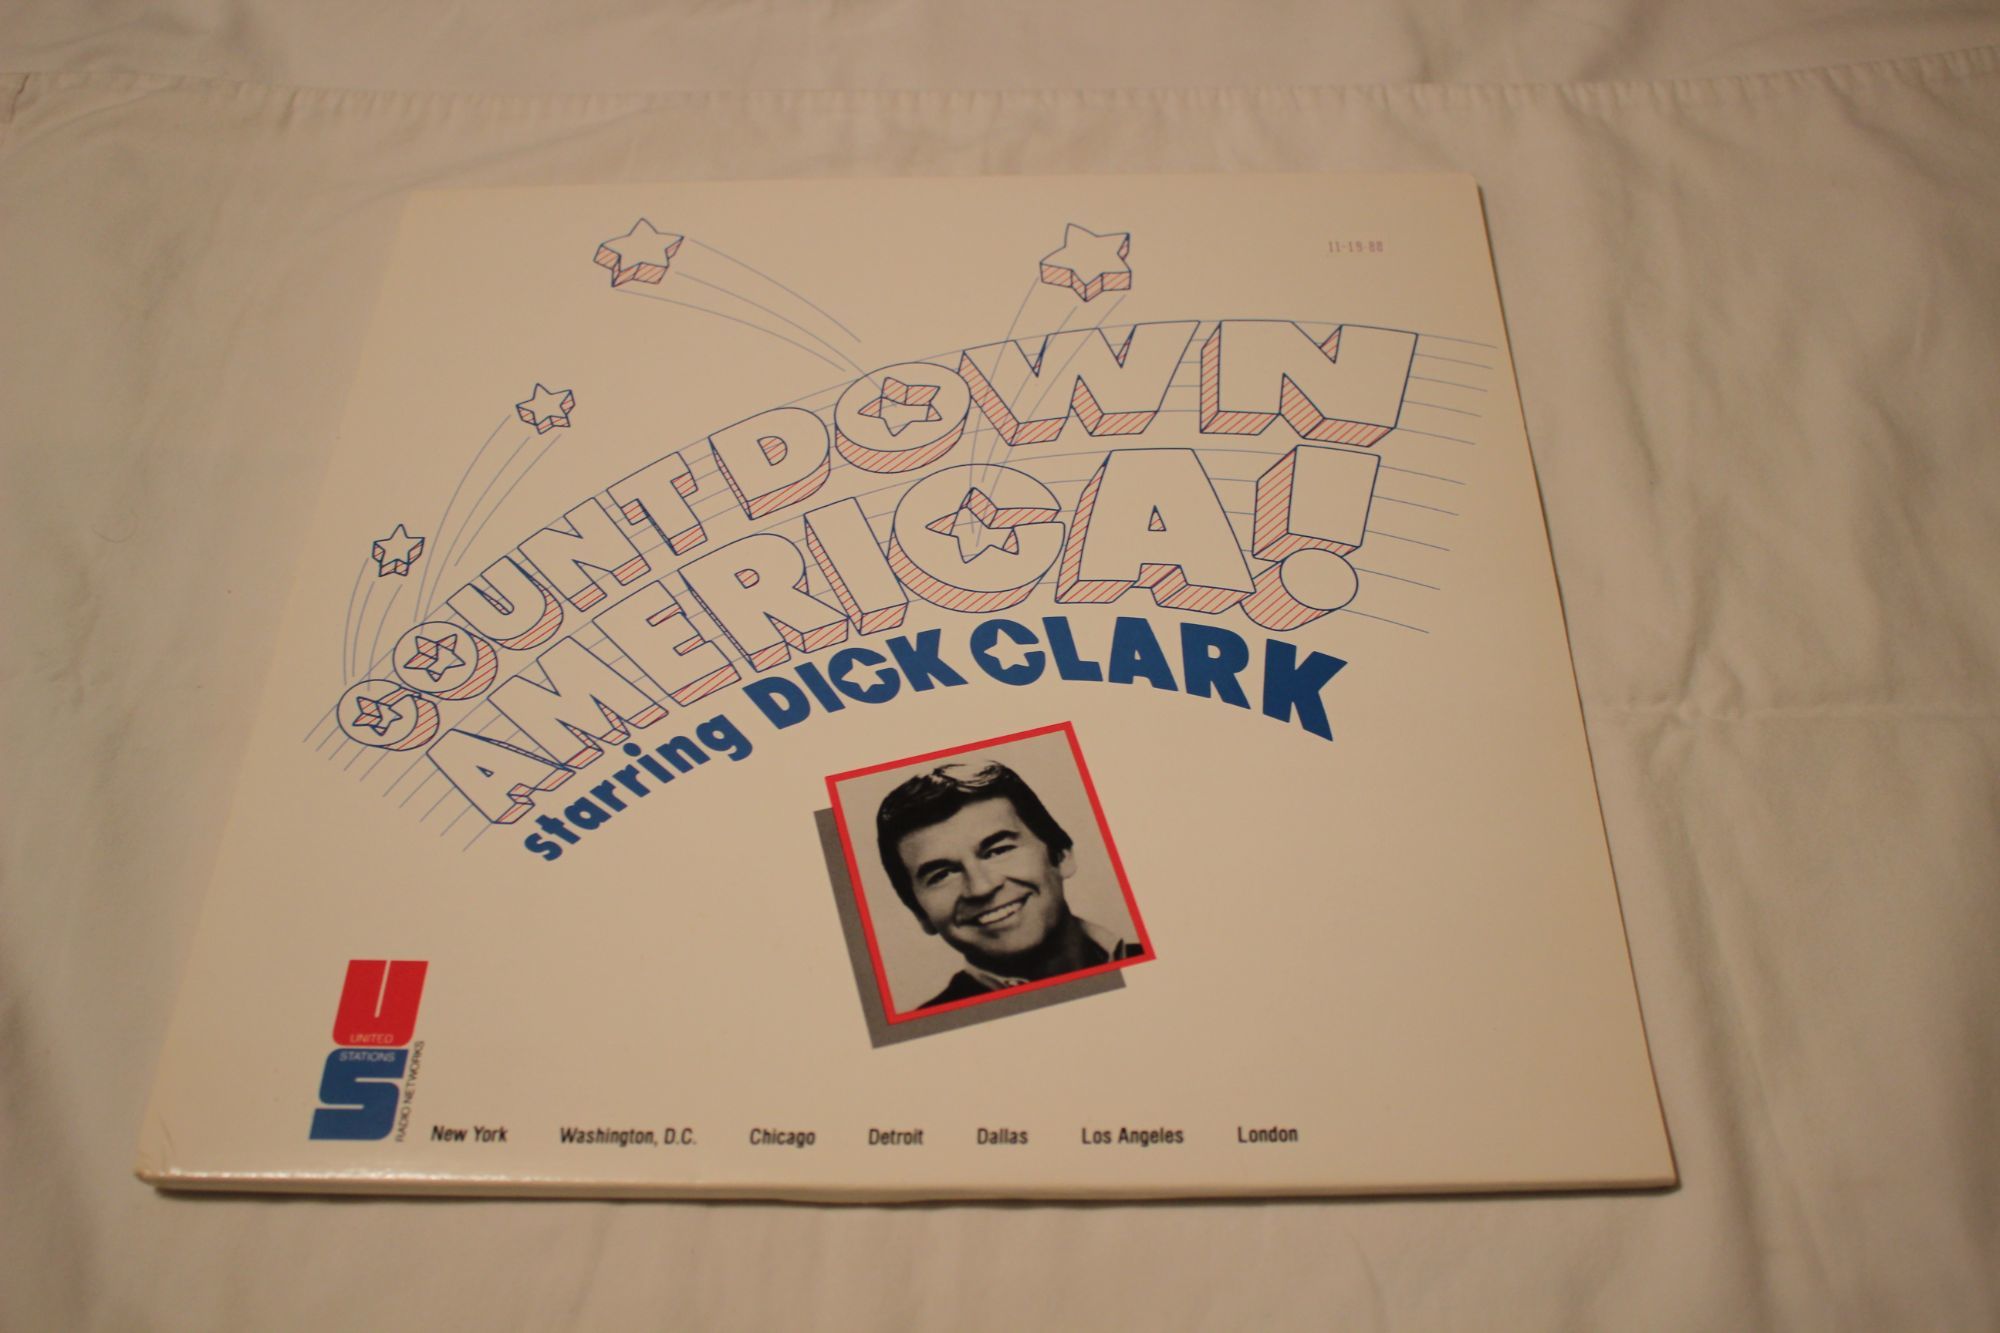 11-19-88
COUNTDOWN
AMERICA!
starring DICK CLARK
UNITED
STATIONS
RADIO NETWORKS
US
New York Washington, D.C. Chicago Detroit Dallas Los Angeles London